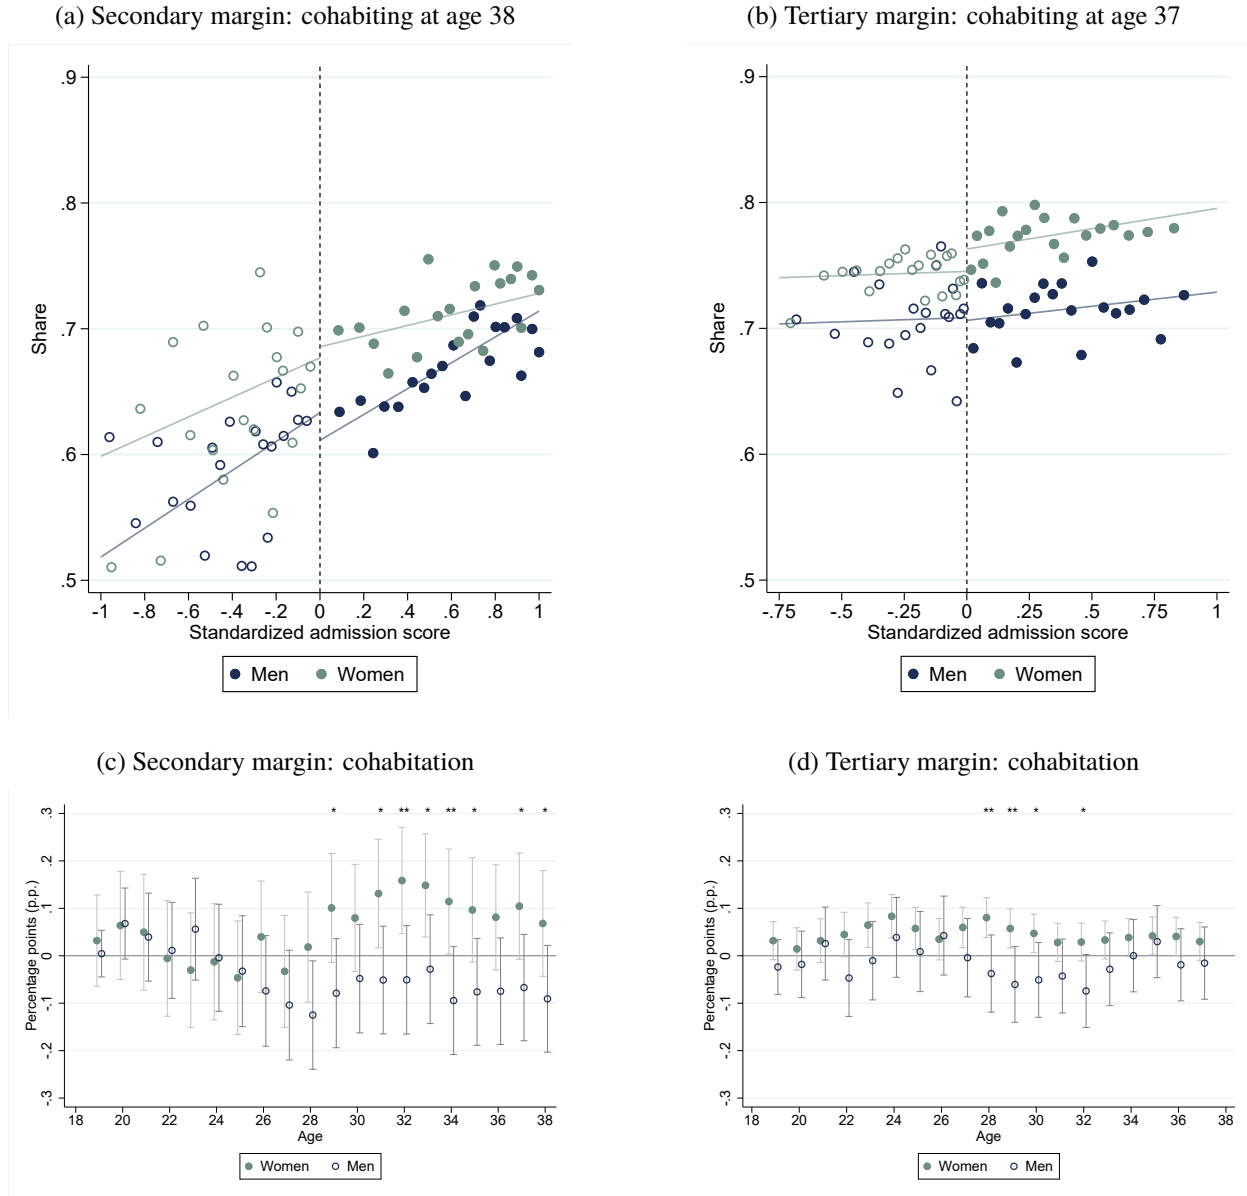 (a) Secondary margin: cohabiting at age 38
(b) Tertiary margin: cohabiting at age 37
.9
.8
.7
.6
.5
Share
-1 -.8 -.6 -.4 -.2 0 .2 .4 .6 .8 1
Standardized admission score
Men Women
.9
.8
.7
.6
.5
Share
-.75 -.5 -.25 0 .25 .5 .75 1
Standardized admission score
Men Women
(c) Secondary margin: cohabitation
(d) Tertiary margin: cohabitation
* * ** * ** * * *
.3
.2
.1
0
-.1
-.2
-.3
Percentage points (p.p.)
18 20 22 24 26 28 30 32 34 36 38
Age
Women Men
** ** * *
.3
.2
.1
0
-.1
-.2
-.3
Percentage points (p.p.)
18 20 22 24 26 28 30 32 34 36 38
Age
Women Men